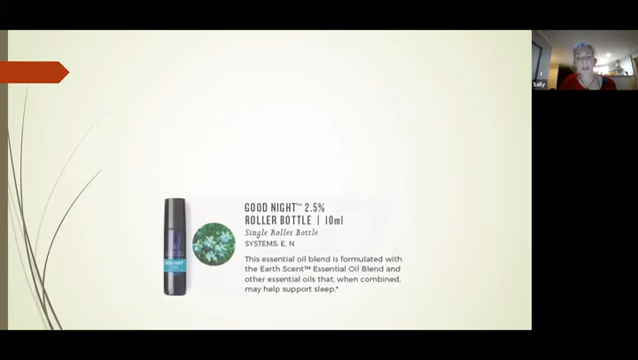 GOOD NIGHT™ 2.5%
ROLLER BOTTLE | 10ml
Single Roller Bottle
SYSTEMS: E, N
This essential oil blend is formulated with
the Earth Scent™ Essential Oil Blend and
other essential oils that, when combined,
may help support sleep.*
Sally